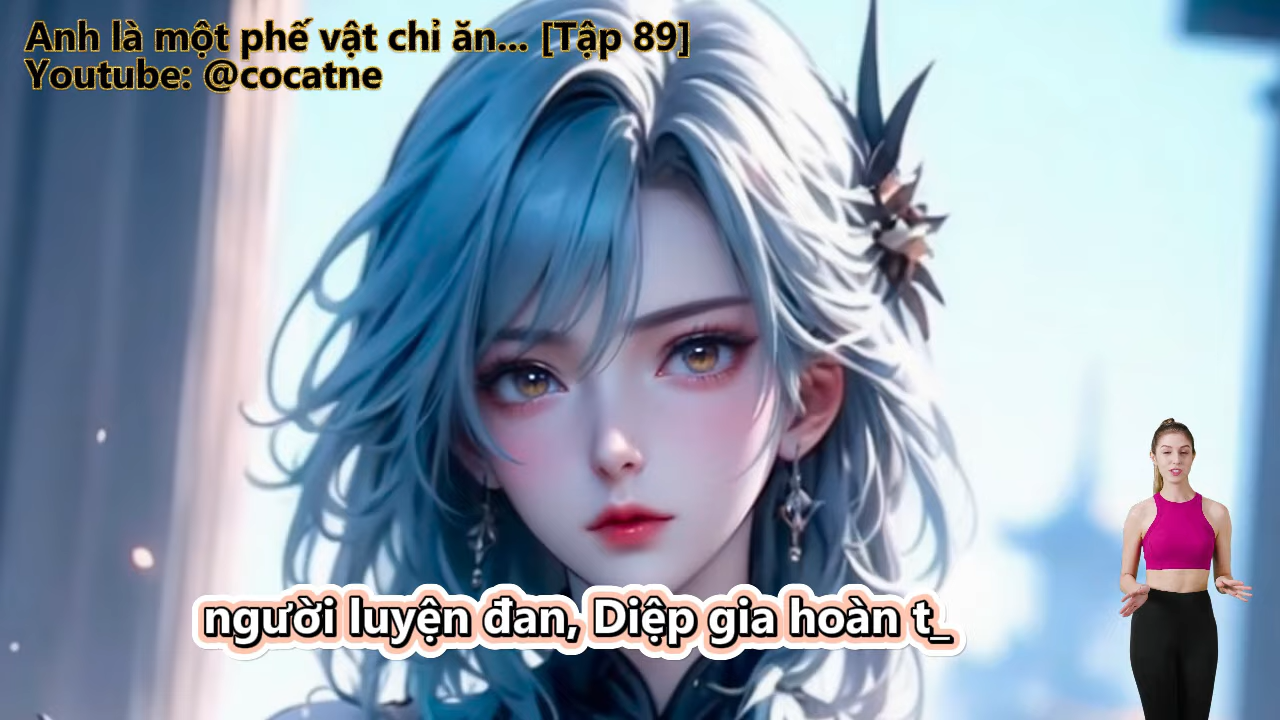 Anh là một phế vật chỉ ăn... [Tập 89]
Youtube: @cocatne
người luyện đan, Diệp gia hoàn t_